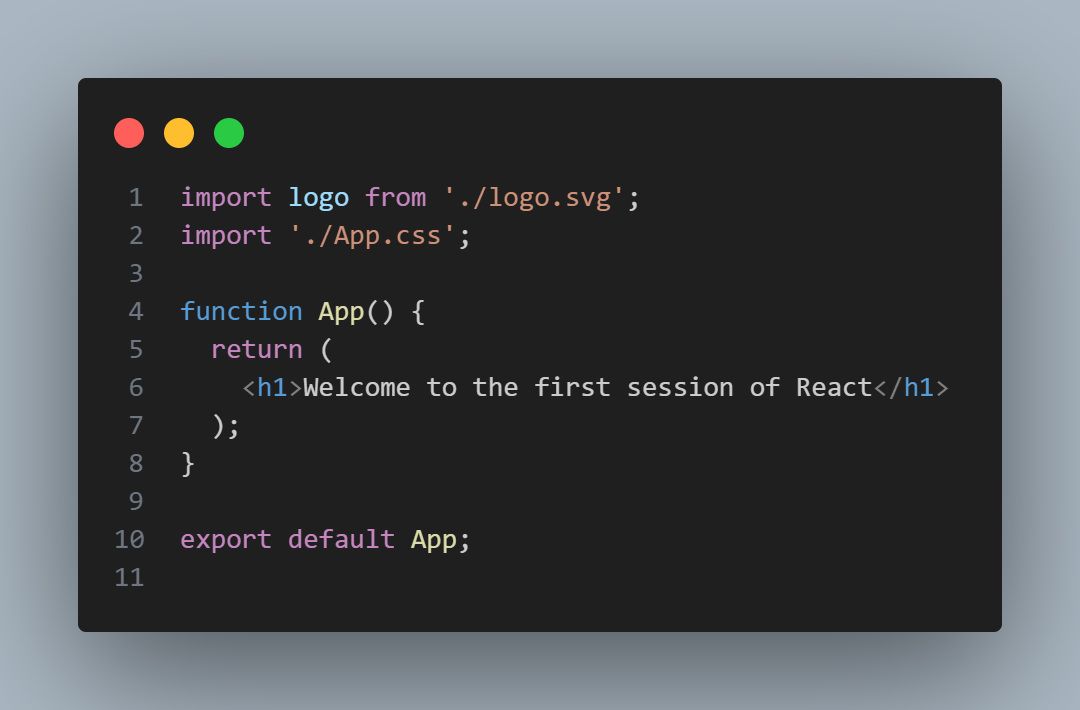 1 import logo from './logo.svg';
2 import './App.css';
3
4 function App() {
5   return (
6     <h1>Welcome to the first session of React</h1>
7   );
8 }
9
10 export default App;
11